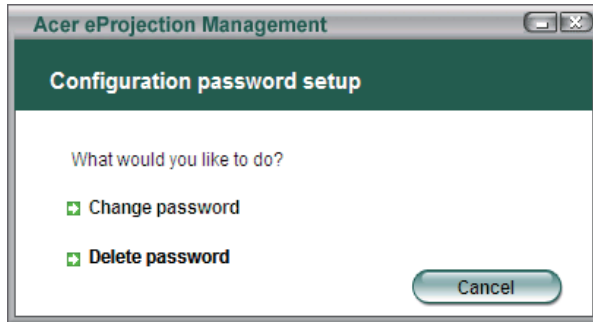 Acer eProjection Management
Configuration password setup
What would you like to do?
Change password
Delete password
Cancel